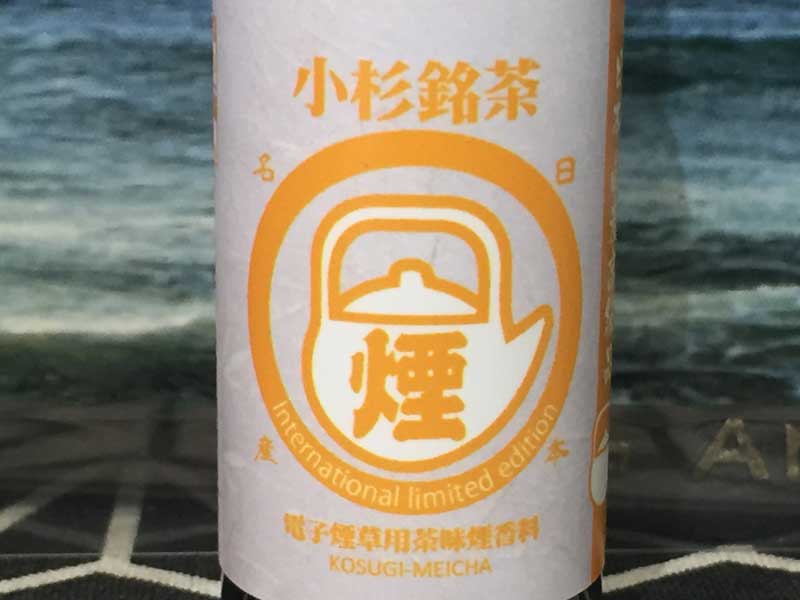 小杉銘茶
日本
名産
煙
International limited edition
電子煙草用茶味煙香料
KOSUGI-MEICHA